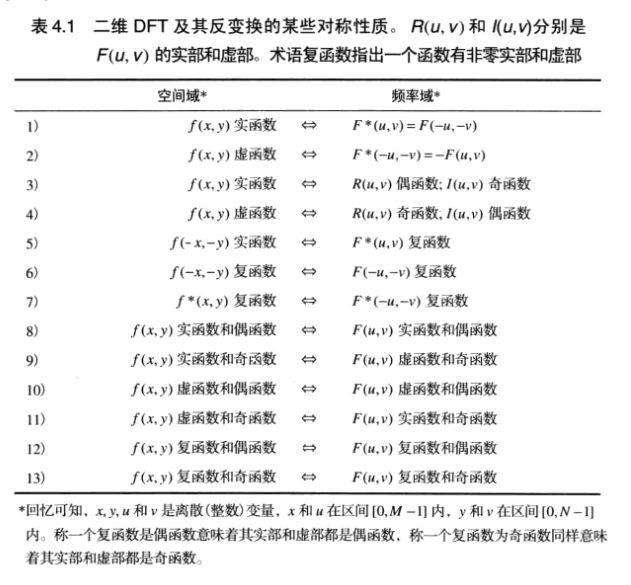 表 4.1 二维 DFT 及其反变换的某些对称性质。R(u, v) 和 I(u,v)分别是
F(u, v) 的实部和虚部。术语复函数指出一个函数有非零实部和虚部
空间域* 频率域*
1) f(x, y) 实函数 ⇔ F*(u,v)=F(−u,−v)
2) f(x, y) 虚函数 ⇔ F*(−u,−v)=−F(u,v)
3) f(x, y) 实函数 ⇔ R(u,v) 偶函数; I(u,v) 奇函数
4) f(x, y) 虚函数 ⇔ R(u,v) 奇函数; I(u,v) 偶函数
5) f(- x,−y) 实函数 ⇔ F*(u,v) 复函数
6) f(−x,−y) 复函数 ⇔ F(−u,−v) 复函数
7) f*(x, y) 复函数 ⇔ F*(−u,−v) 复函数
8) f(x, y) 实函数和偶函数 ⇔ F(u,v) 实函数和偶函数
9) f(x, y) 实函数和奇函数 ⇔ F(u,v) 虚函数和奇函数
10) f(x, y) 虚函数和偶函数 ⇔ F(u,v) 虚函数和偶函数
11) f(x, y) 虚函数和奇函数 ⇔ F(u,v) 实函数和奇函数
12) f(x, y) 复函数和偶函数 ⇔ F(u,v) 复函数和偶函数
13) f(x, y) 复函数和奇函数 ⇔ F(u,v) 复函数和奇函数
*回忆可知，x, y, u 和 v 是离散(整数)变量，x 和 u 在区间[0, M −1] 内，y 和 v 在区间[0, N −1]
内。称一个复函数是偶函数意味着其实部和虚部都是偶函数，称一个复函数为奇函数同样意味
着其实部和虚部都是奇函数。